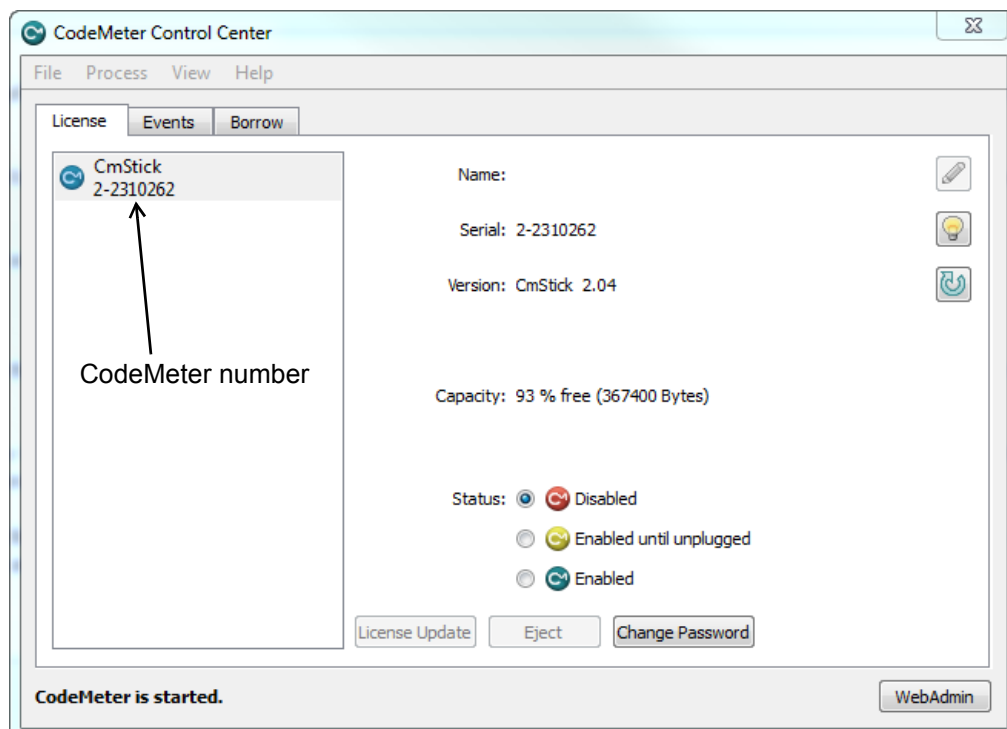 CodeMeter Control Center
File Process View Help
License Events Borrow
CmStick
2-2310262
CodeMeter number
Name:
Serial: 2-2310262
Version: CmStick 2.04
Capacity: 93 % free (367400 Bytes)
Status: Disabled
Enabled until unplugged
Enabled
License Update Eject Change Password
CodeMeter is started.
WebAdmin